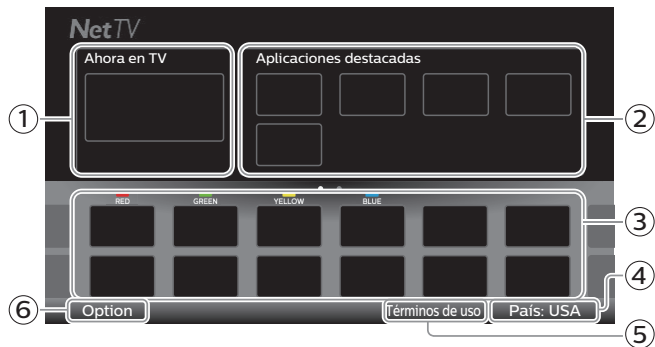 NetTV
Ahora en TV
Aplicaciones destacadas
1
2
RED GREEN YELLOW BLUE
3
4
6
Option
Términos de uso
País: USA
5